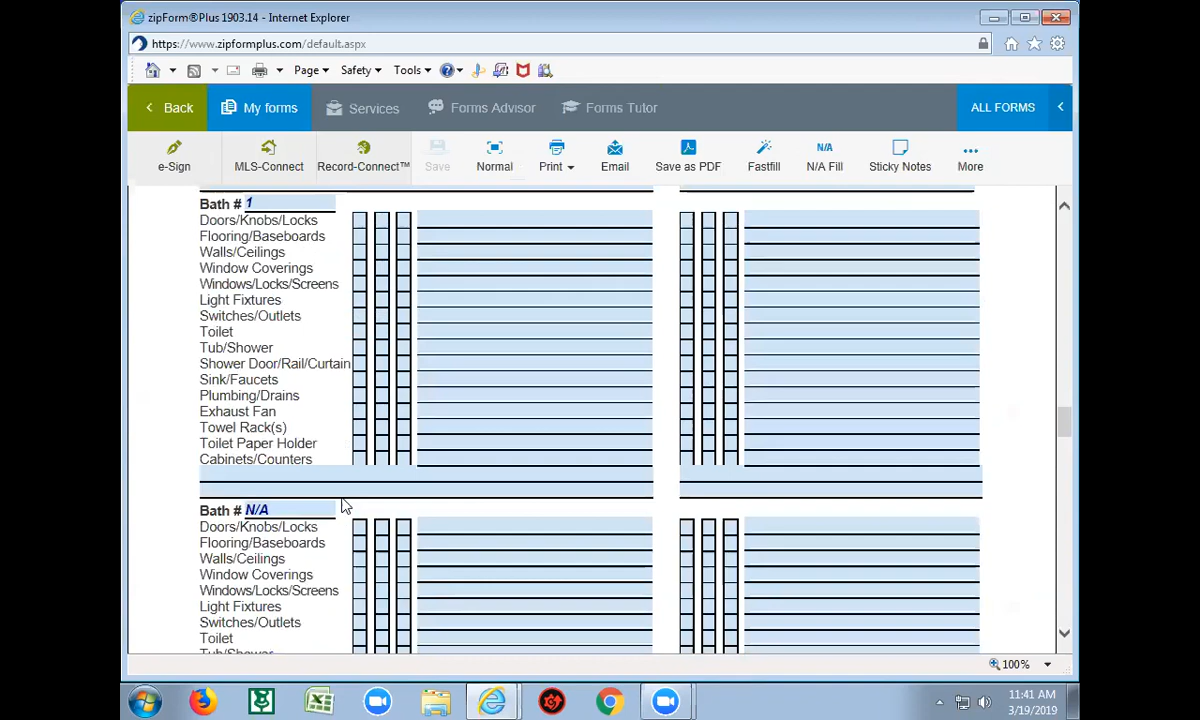 zipForm®Plus 1903.14 - Internet Explorer
https://www.zipformplus.com/default.aspx
Page Safety Tools
Back My forms Services Forms Advisor Forms Tutor ALL FORMS
e-Sign MLS-Connect Record-Connect™ Save Normal Print Email Save as PDF Fastfill N/A N/A Fill Sticky Notes More
Bath # 1
Doors/Knobs/Locks
Flooring/Baseboards
Walls/Ceilings
Window Coverings
Windows/Locks/Screens
Light Fixtures
Switches/Outlets
Toilet
Tub/Shower
Shower Door/Rail/Curtain
Sink/Faucets
Plumbing/Drains
Exhaust Fan
Towel Rack(s)
Toilet Paper Holder
Cabinets/Counters
Bath # N/A
Doors/Knobs/Locks
Flooring/Baseboards
Walls/Ceilings
Window Coverings
Windows/Locks/Screens
Light Fixtures
Switches/Outlets
Toilet
Tub/Shower
100%
11:41 AM
3/19/2019